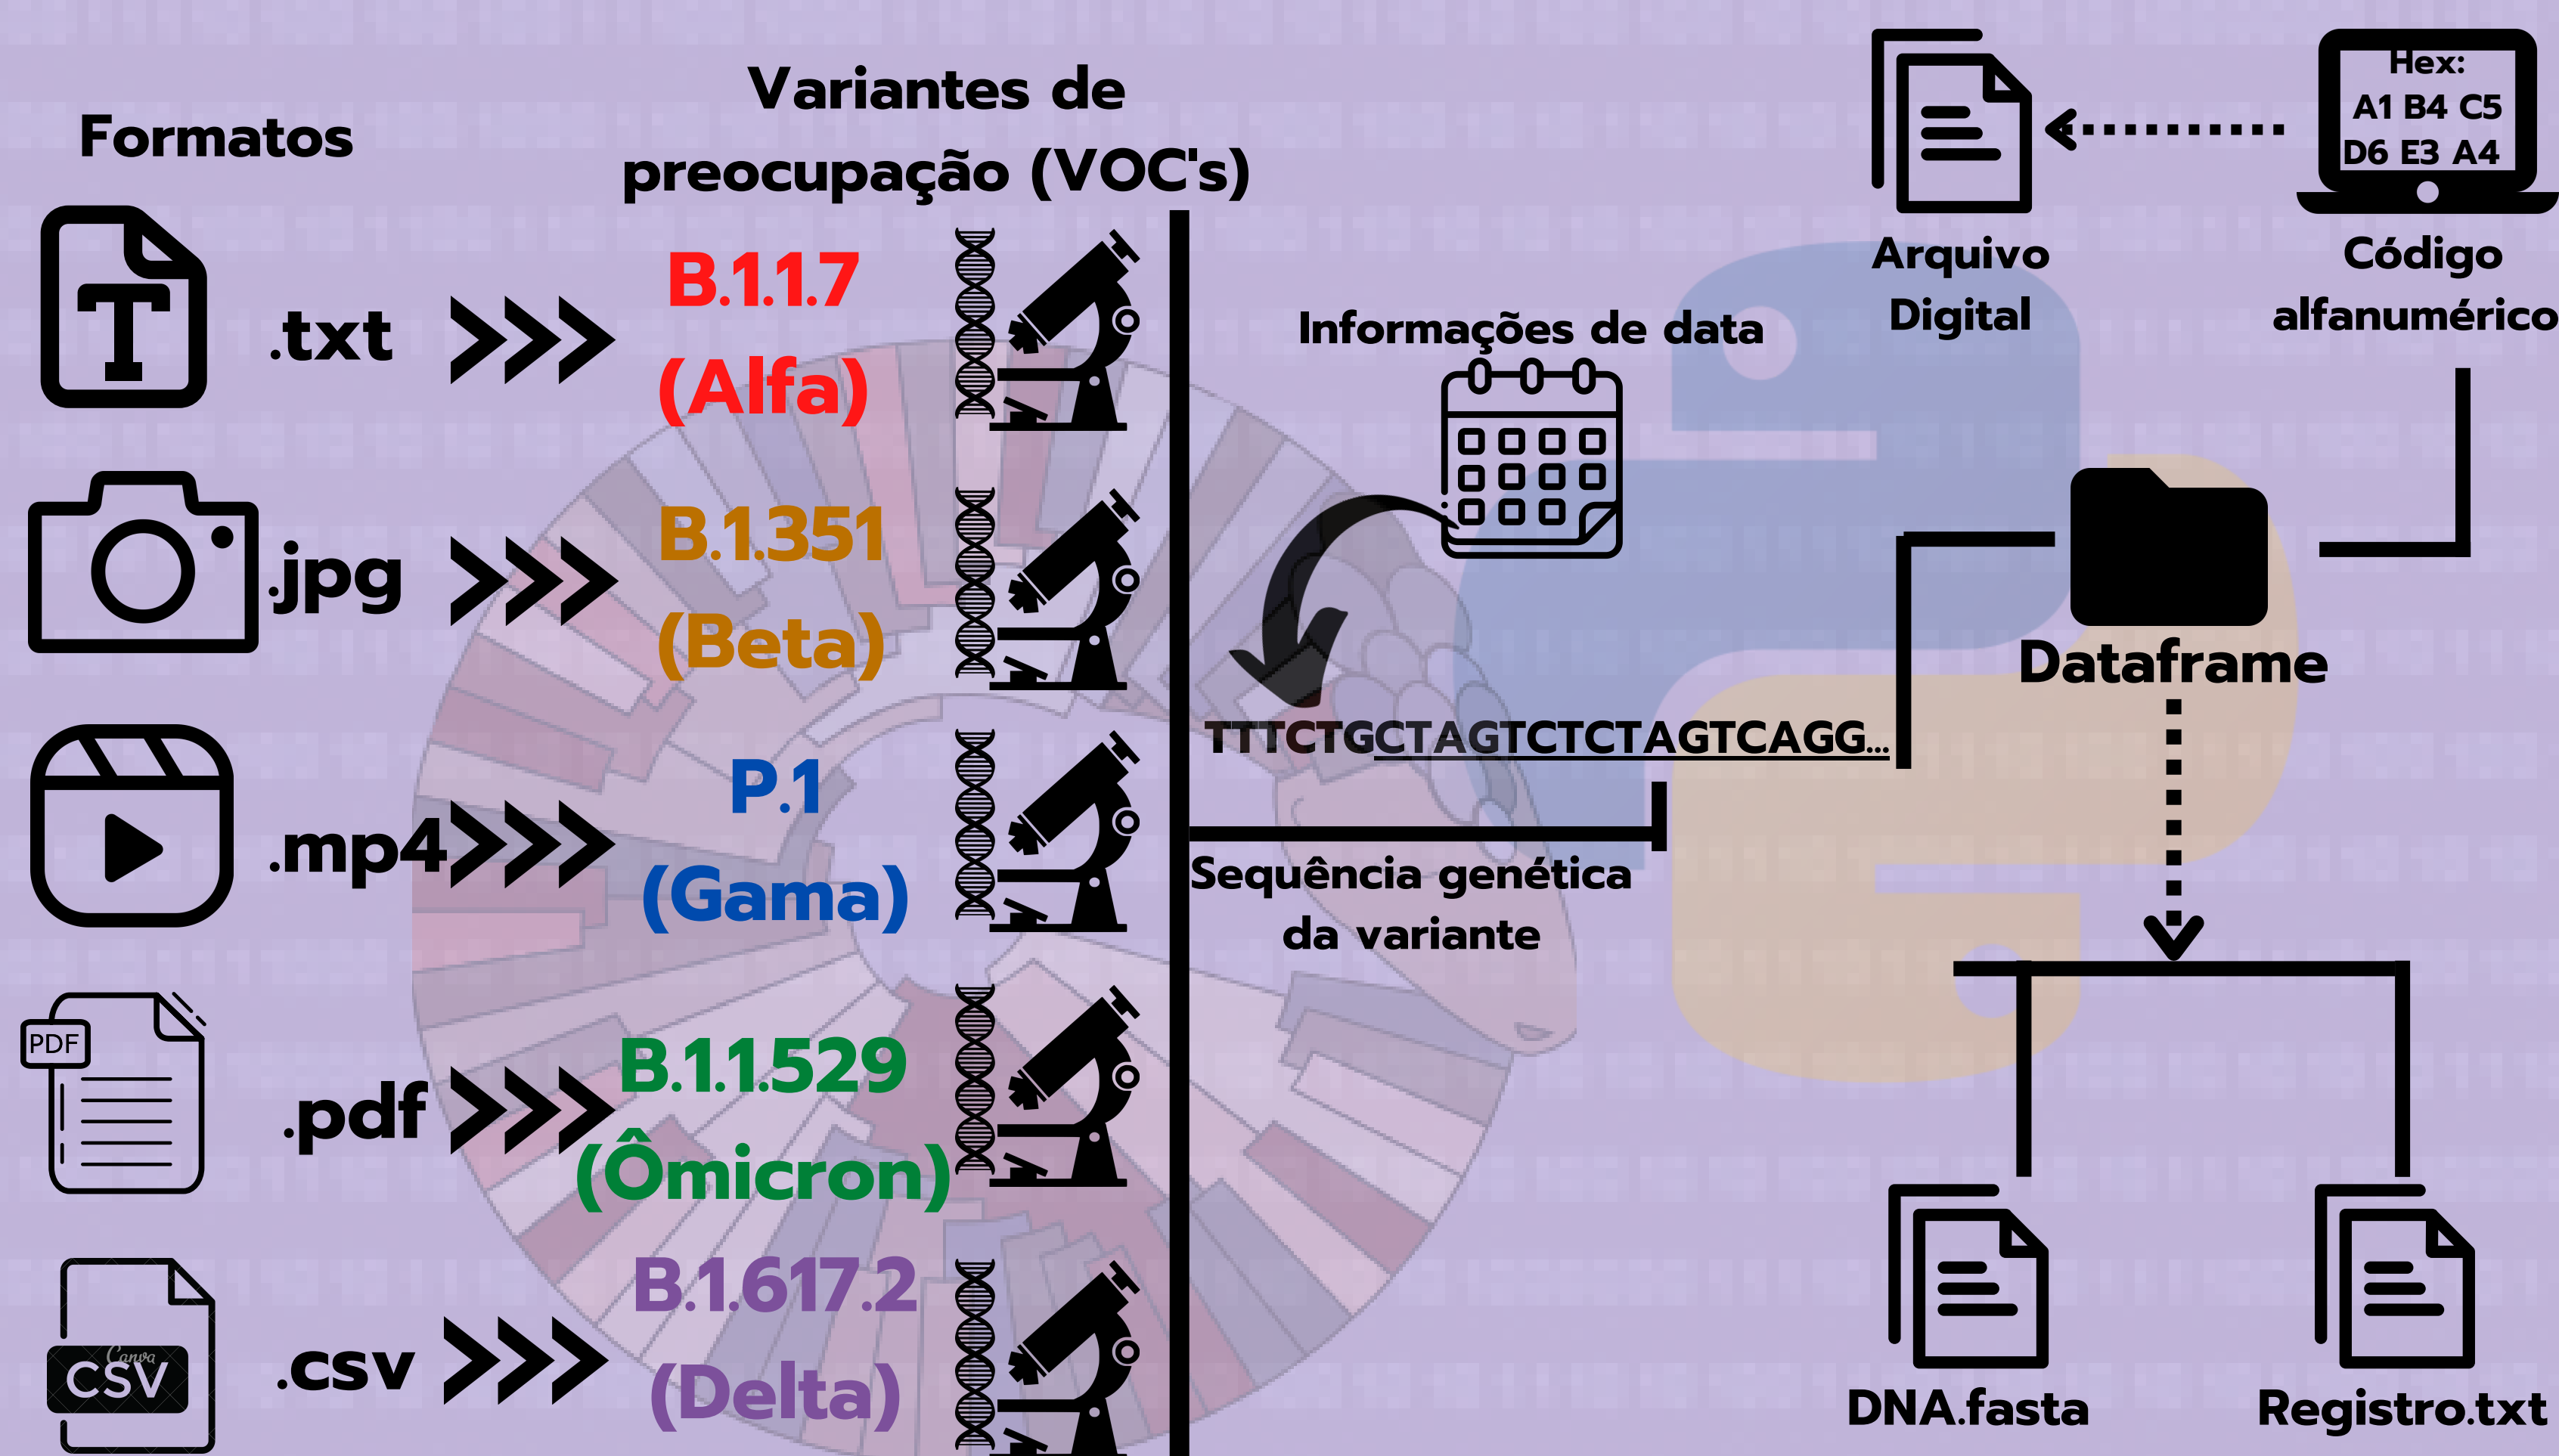 Formatos
.txt
.jpg
.mp4
PDF
.pdf
Canva
CSV
.csv
Variantes de
preocupação (VOC's)
B.1.1.7
(Alfa)
B.1.351
(Beta)
P.1
(Gama)
B.1.1.529
(Ômicron)
B.1.617.2
(Delta)
Informações de data
TTTCTGCTAGTCTCTAGTCAGG...
Sequência genética
da variante
Arquivo
Digital
Hex:
A1 B4 C5
D6 E3 A4
Código
alfanumérico
Dataframe
DNA.fasta
Registro.txt